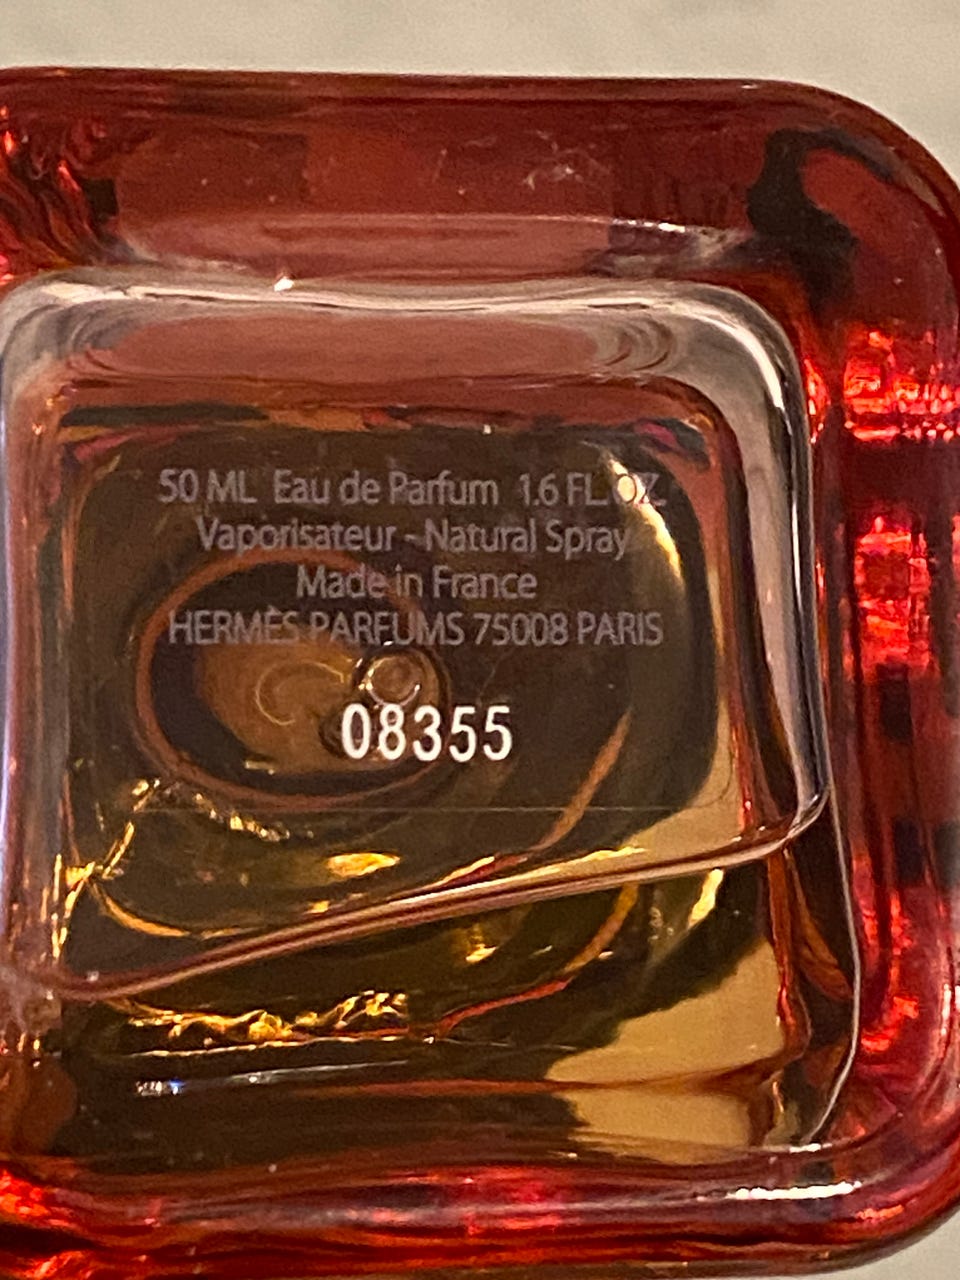 50 ML Eau de Parfum 1.6 FL. OZ.
Vaporisateur - Natural Spray
Made in France
HERMÈS PARFUMS 75008 PARIS
08355